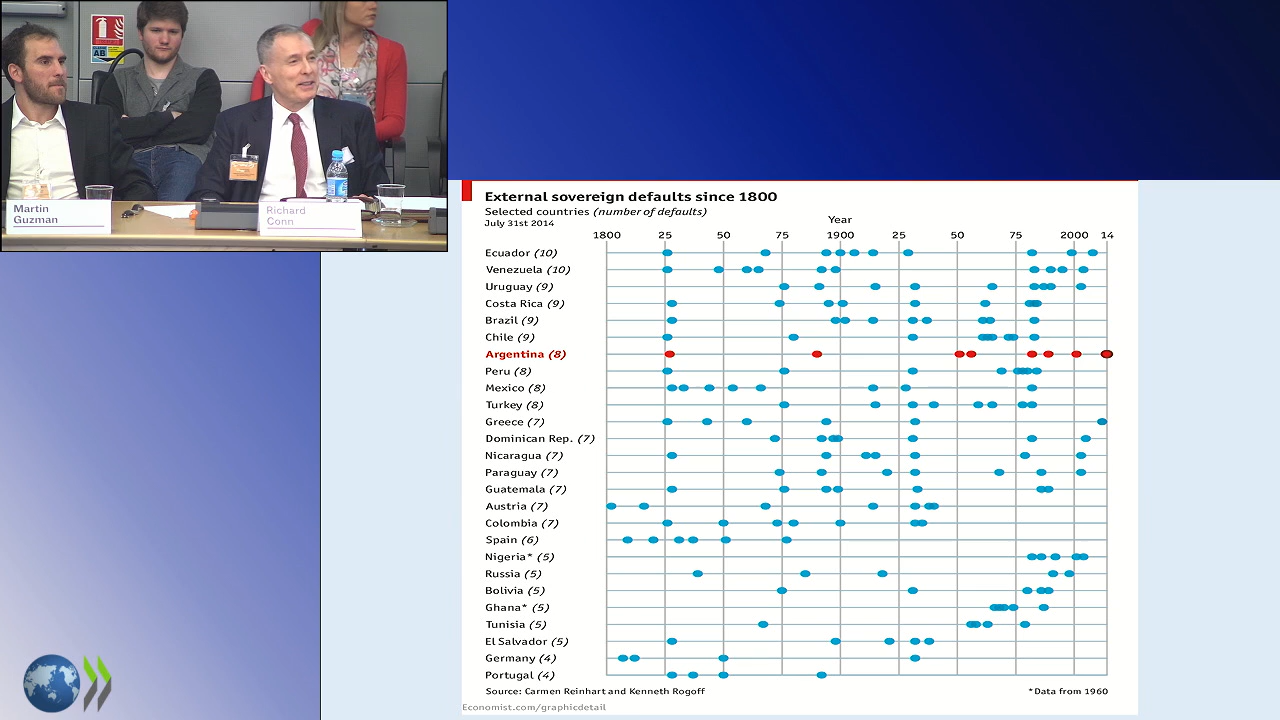 AB
Martin
Guzman
Richard
Conn
External sovereign defaults since 1800
Selected countries (number of defaults)
July 31st 2014
Year
1800 25 50 75 1900 25 50 75 2000 14
Ecuador (10)
Venezuela (10)
Uruguay (9)
Costa Rica (9)
Brazil (9)
Chile (9)
Argentina (8)
Peru (8)
Mexico (8)
Turkey (8)
Greece (7)
Dominican Rep. (7)
Nicaragua (7)
Paraguay (7)
Guatemala (7)
Austria (7)
Colombia (7)
Spain (6)
Nigeria* (5)
Russia (5)
Bolivia (5)
Ghana* (5)
Tunisia (5)
El Salvador (5)
Germany (4)
Portugal (4)
Source: Carmen Reinhart and Kenneth Rogoff
*Data from 1960
Economist.com/graphicdetail